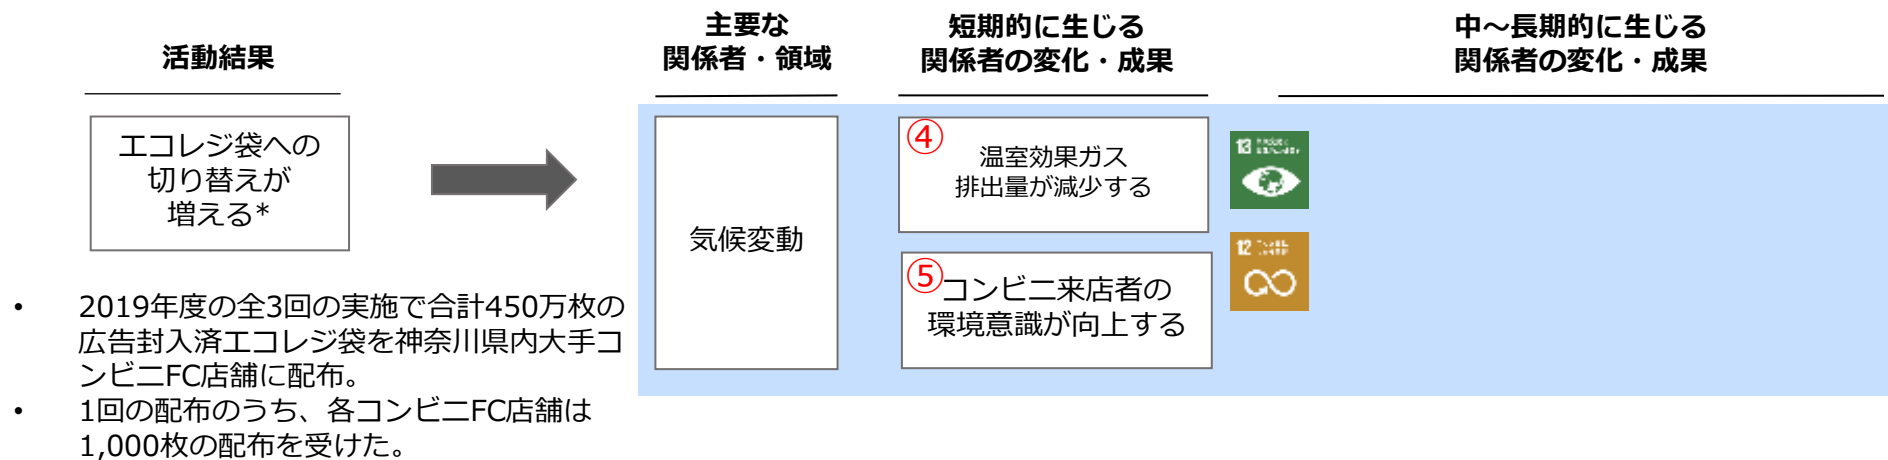 活動結果
主要な
関係者・領域
短期的に生じる
関係者の変化・成果
中～長期的に生じる
関係者の変化・成果
エコレジ袋への
切り替えが
増える*
気候変動
④
温室効果ガス
排出量が減少する
13
⑤
コンビニ来店者の
環境意識が向上する
12
• 2019年度の全3回の実施で合計450万枚の
広告封入済エコレジ袋を神奈川県内大手コ
ンビニFC店舗に配布。
• 1回の配布のうち、各コンビニFC店舗は
1,000枚の配布を受けた。